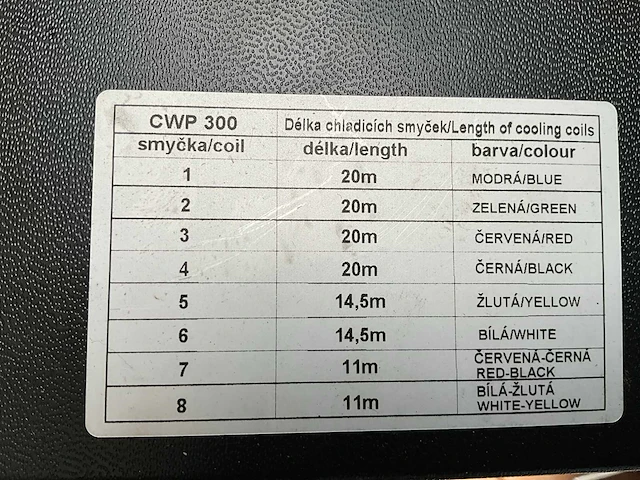 CWP 300 Délka chladicích smyček/Length of cooling coils
smyčka/coil délka/length barva/colour
1 20m MODRÁ/BLUE
2 20m ZELENÁ/GREEN
3 20m ČERVENÁ/RED
4 20m ČERNÁ/BLACK
5 14,5m ŽLUTÁ/YELLOW
6 14,5m BÍLÁ/WHITE
7 11m ČERVENÁ-ČERNÁ
RED-BLACK
8 11m BÍLÁ-ŽLUTÁ
WHITE-YELLOW